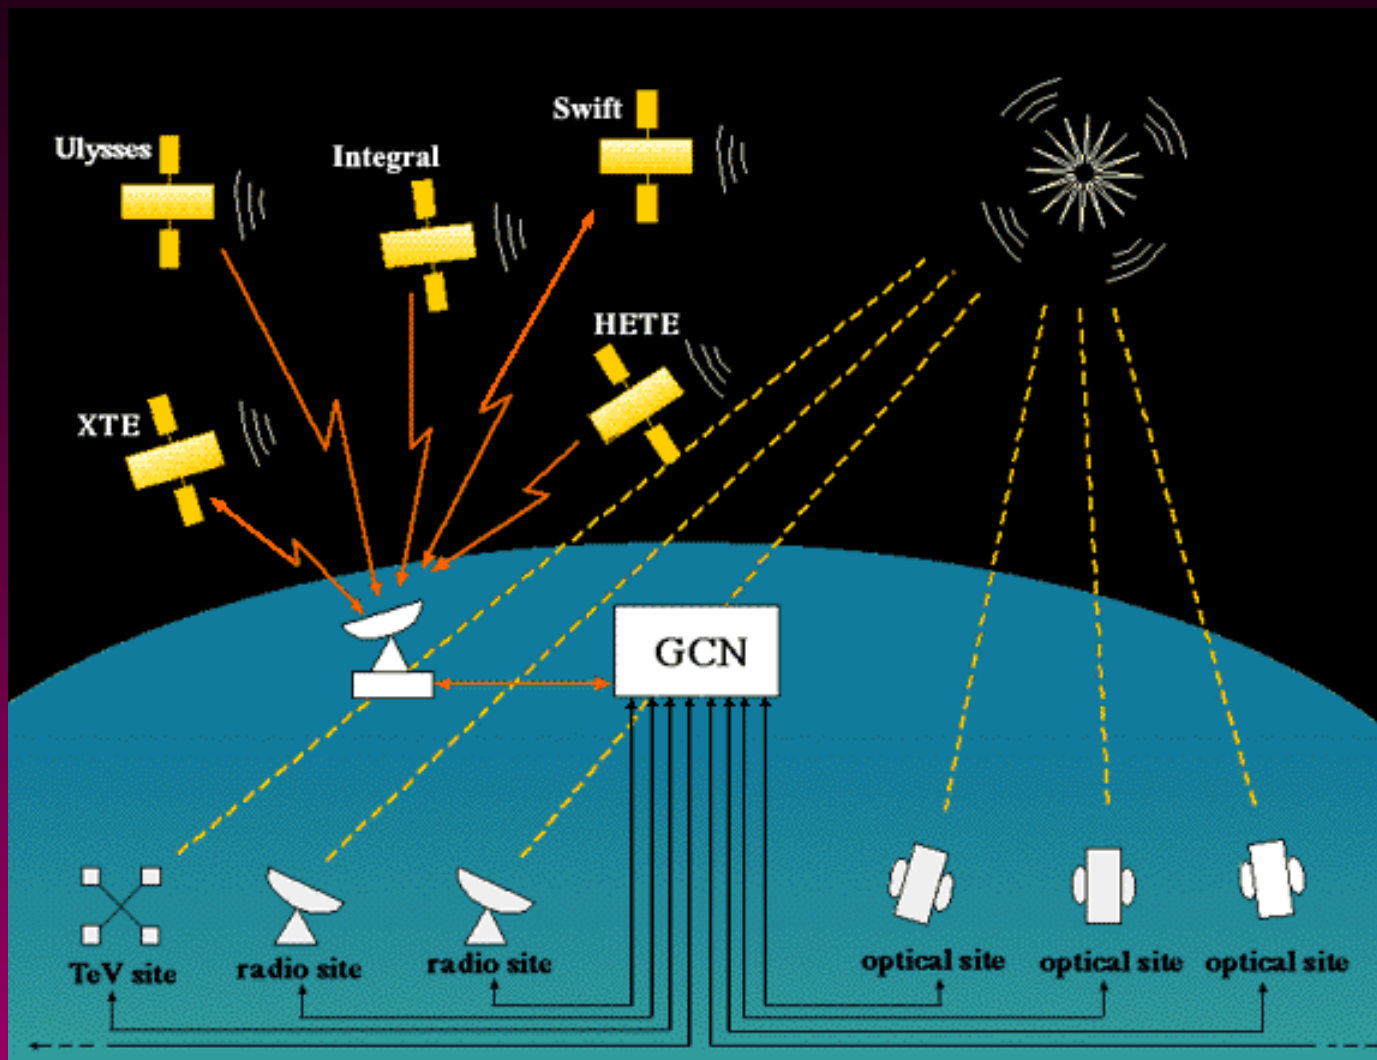 Swift
Ulysses
Integral
HETE
XTE
GCN
TeV site
radio site
radio site
optical site
optical site
optical site